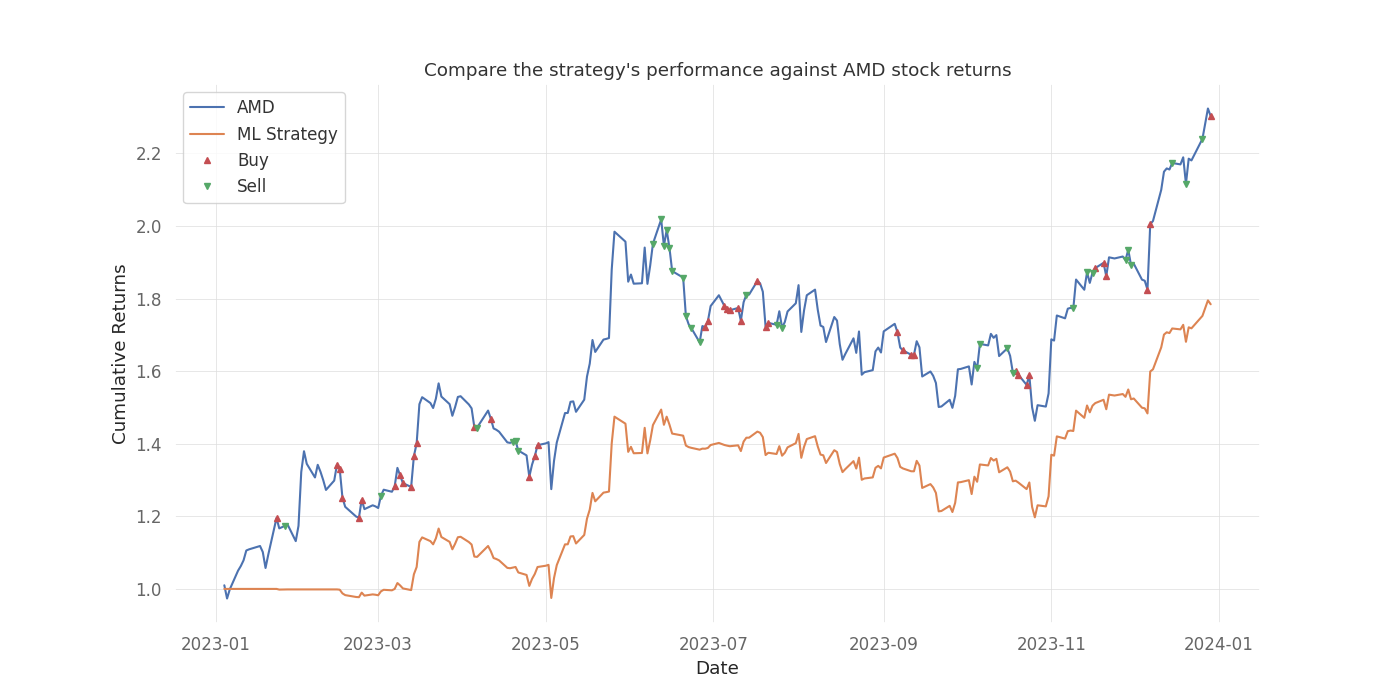 Compare the strategy's performance against AMD stock returns
AMD
ML Strategy
Buy
Sell
Cumulative Returns
2.2
2.0
1.8
1.6
1.4
1.2
1.0
2023-01 2023-03 2023-05 2023-07 2023-09 2023-11 2024-01
Date